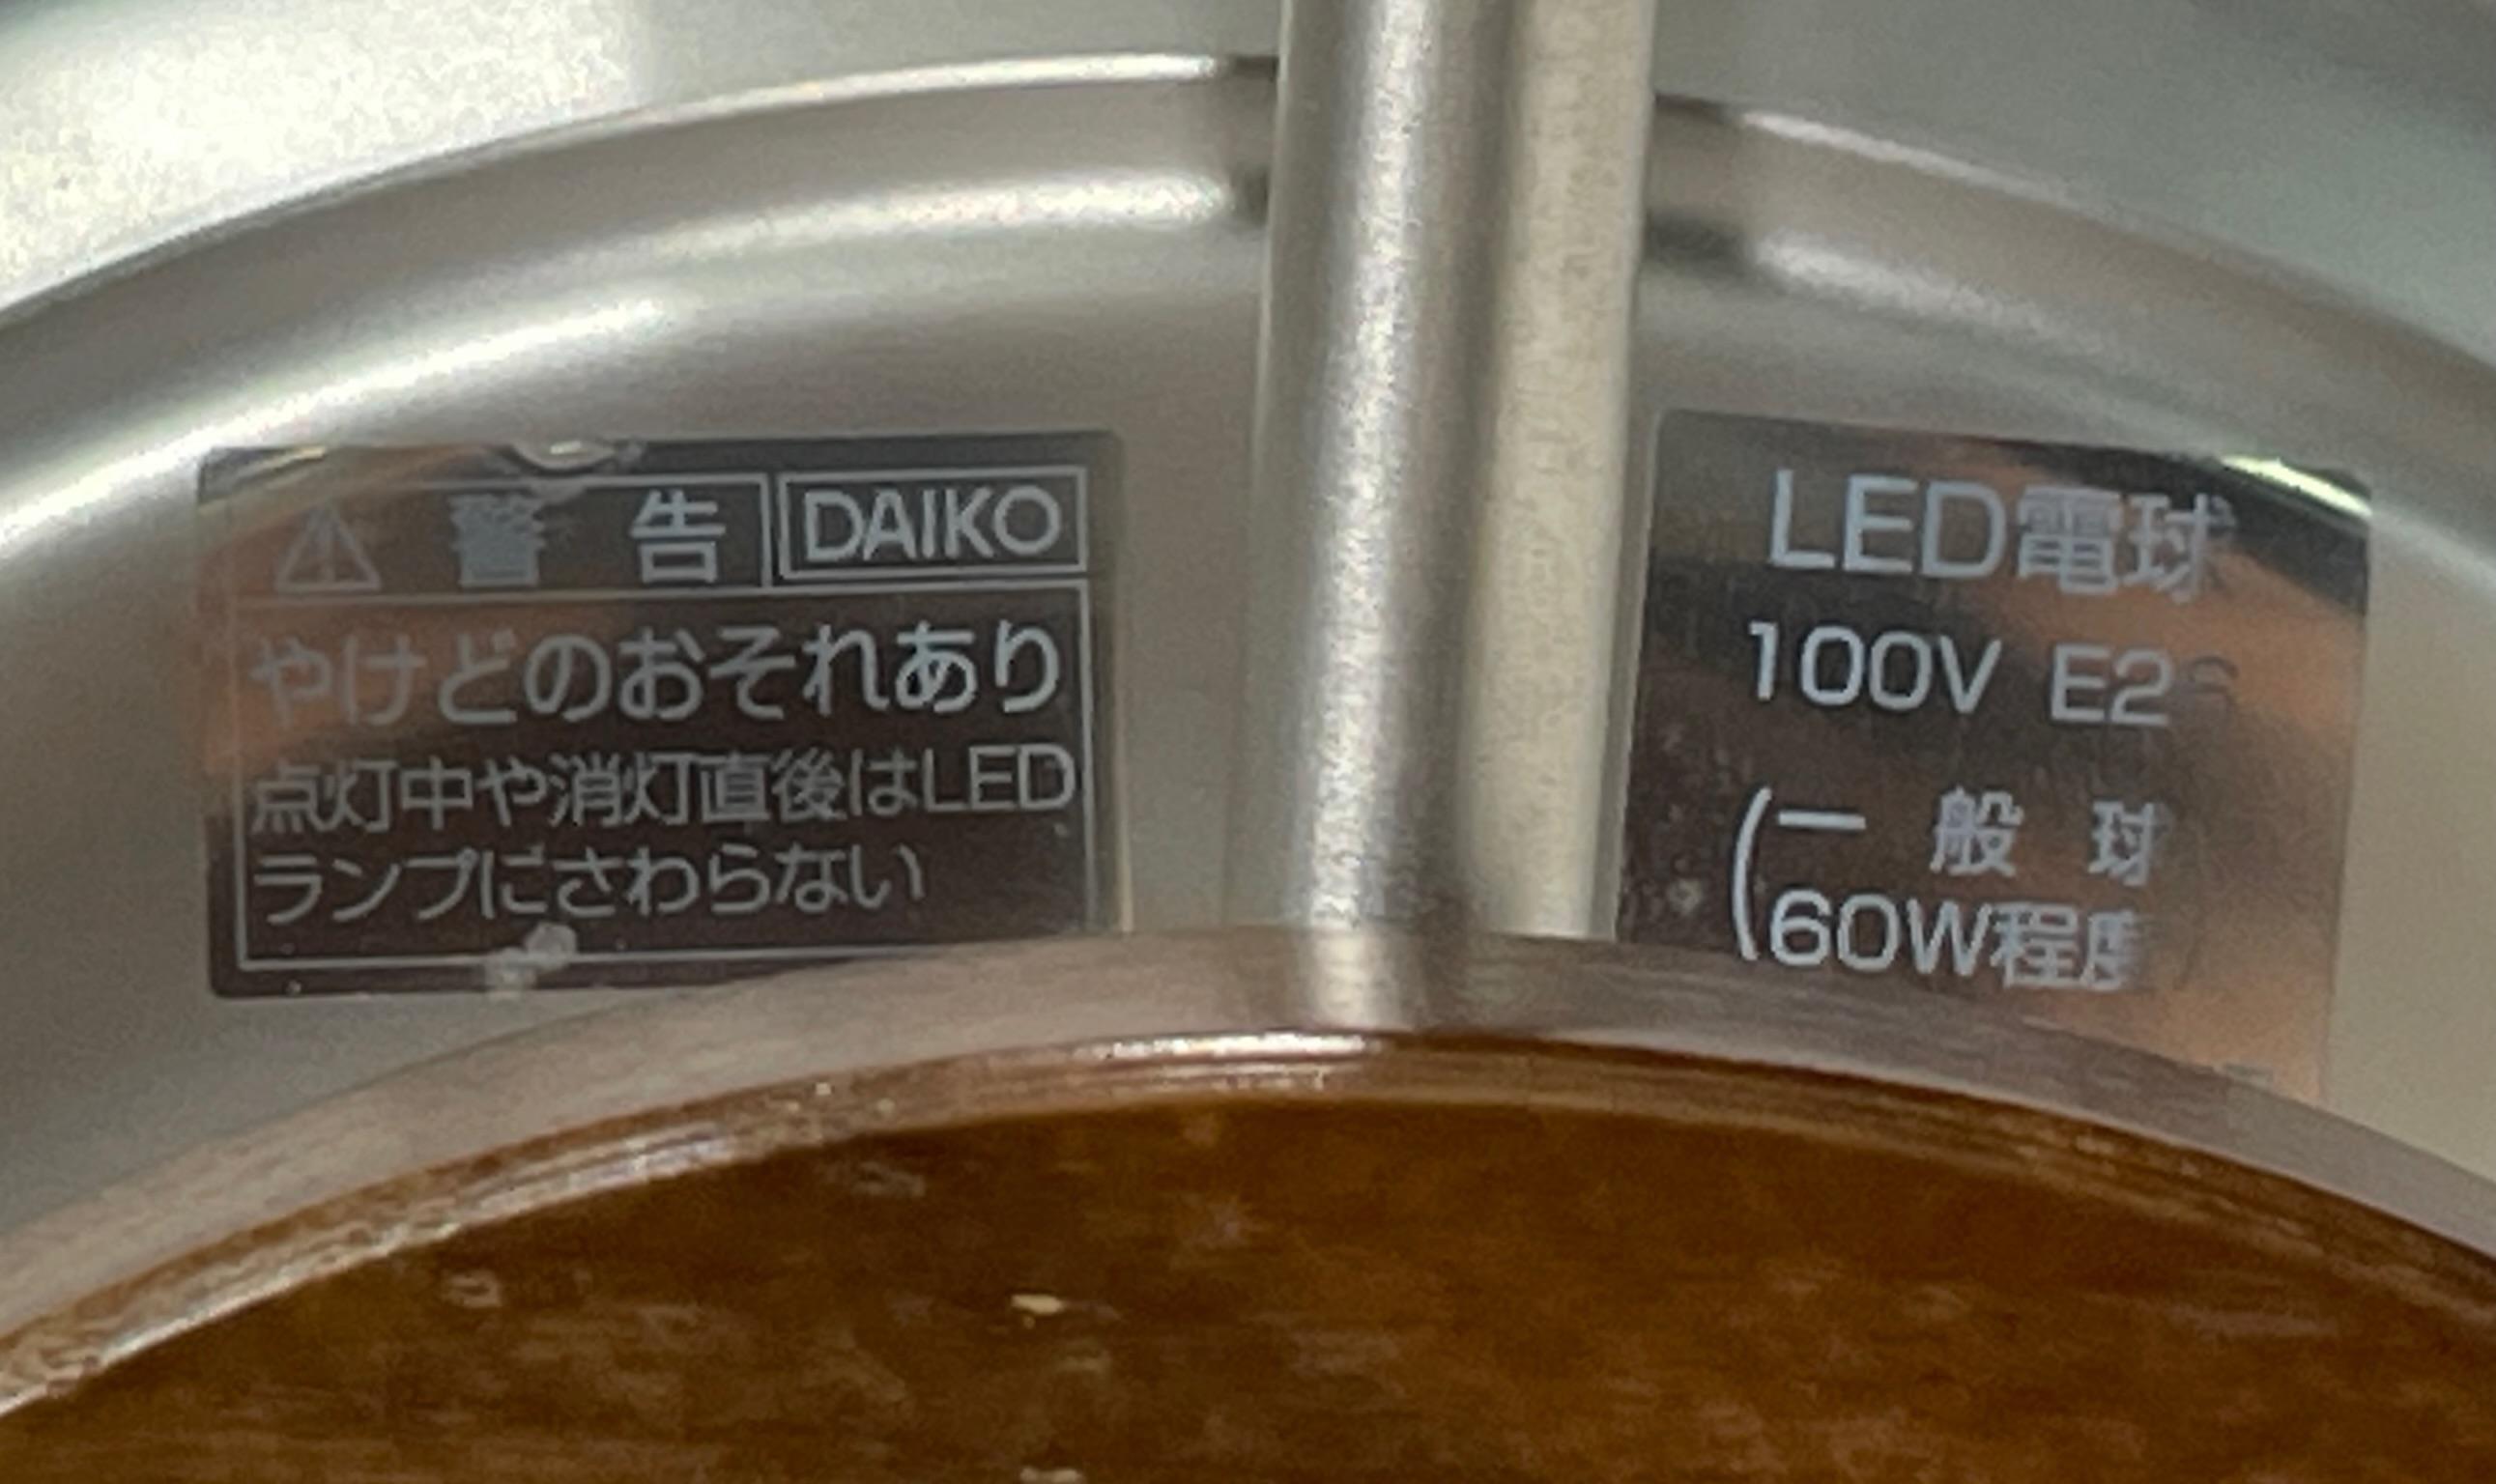 ⚠ 警告 DAIKO
やけどのおそれあり
点灯中や消灯直後はLED
ランプにさわらない
LED電球
100V E26
(一般球
60W程度)